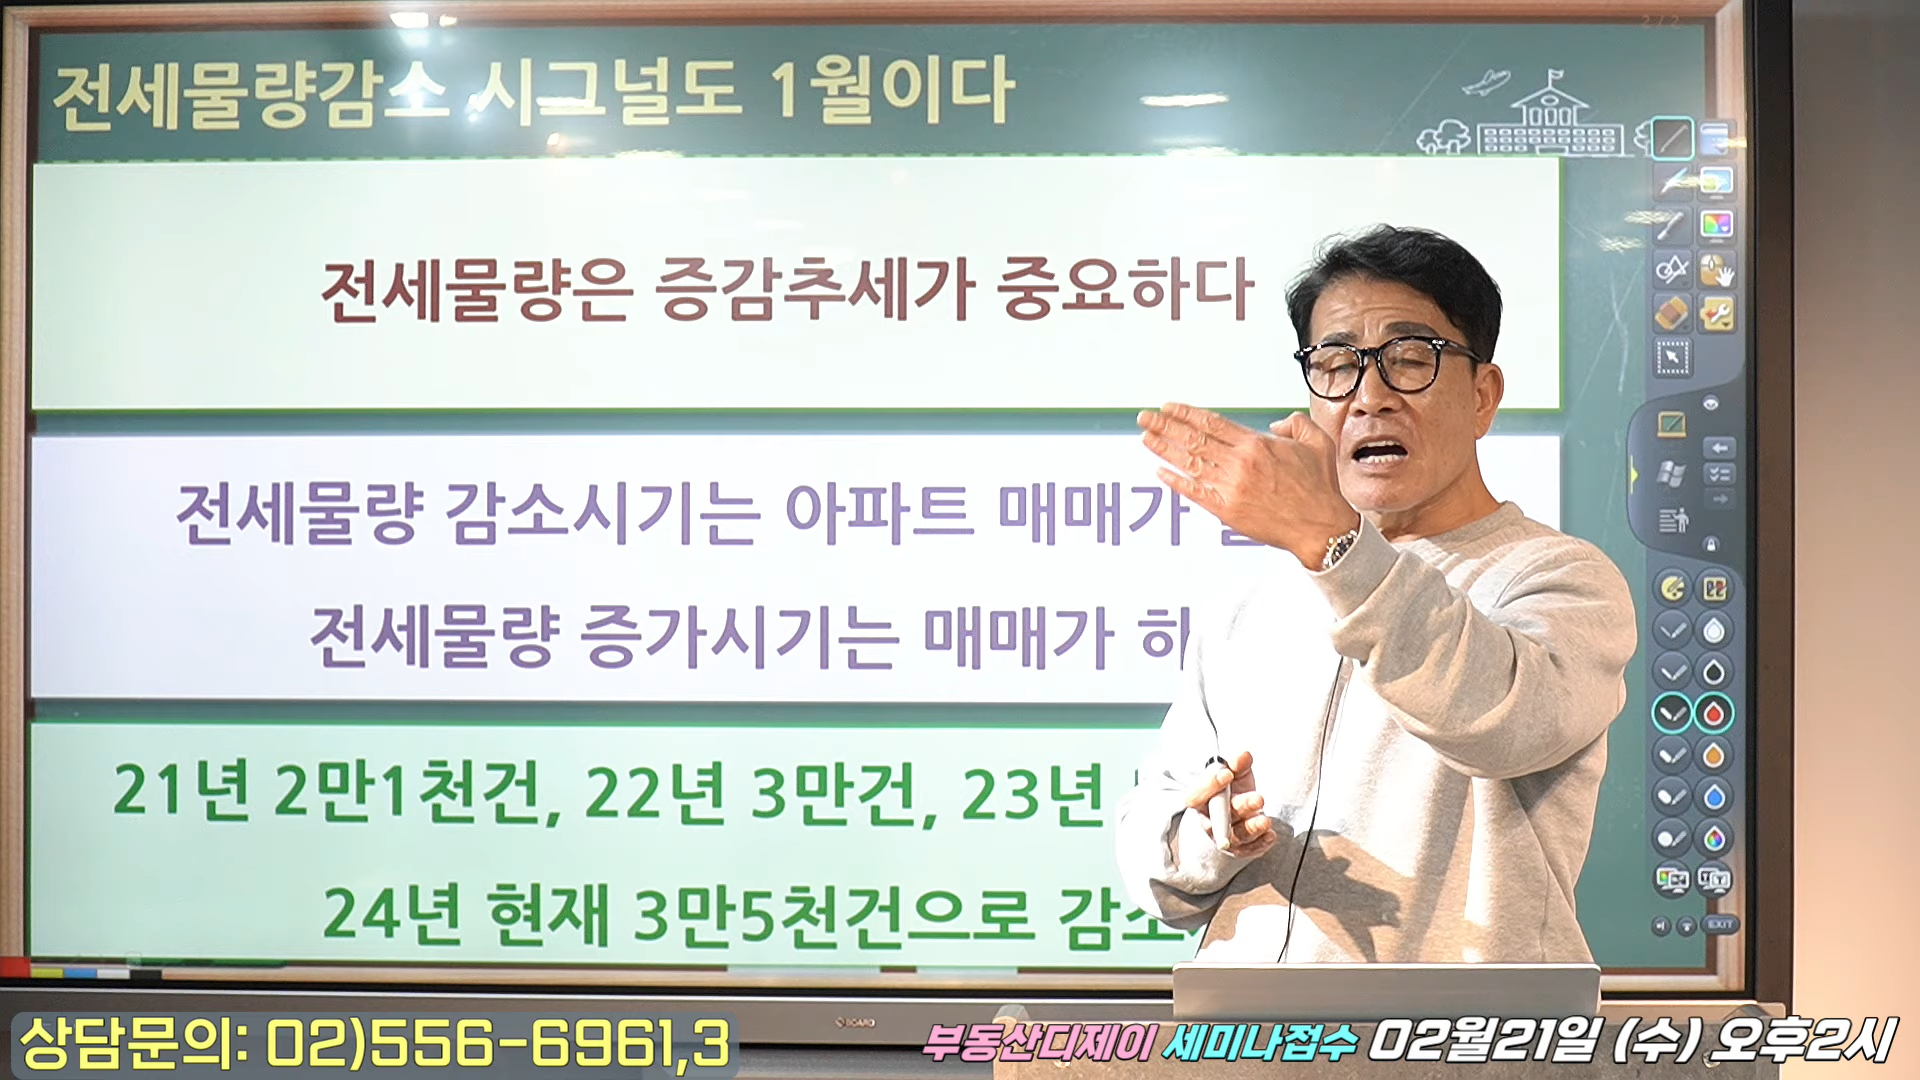 2 / 2
전세물량감소 시그널도 1월이다
전세물량은 증감추세가 중요하다
전세물량 감소시기는 아파트 매매가
전세물량 증가시기는 매매가 하
21년 2만1천건, 22년 3만건, 23년
24년 현재 3만5천건으로 감소
EXIT
상담문의: 02)556-6961,3
부동산디제이 세미나접수 02월21일 (수) 오후2시